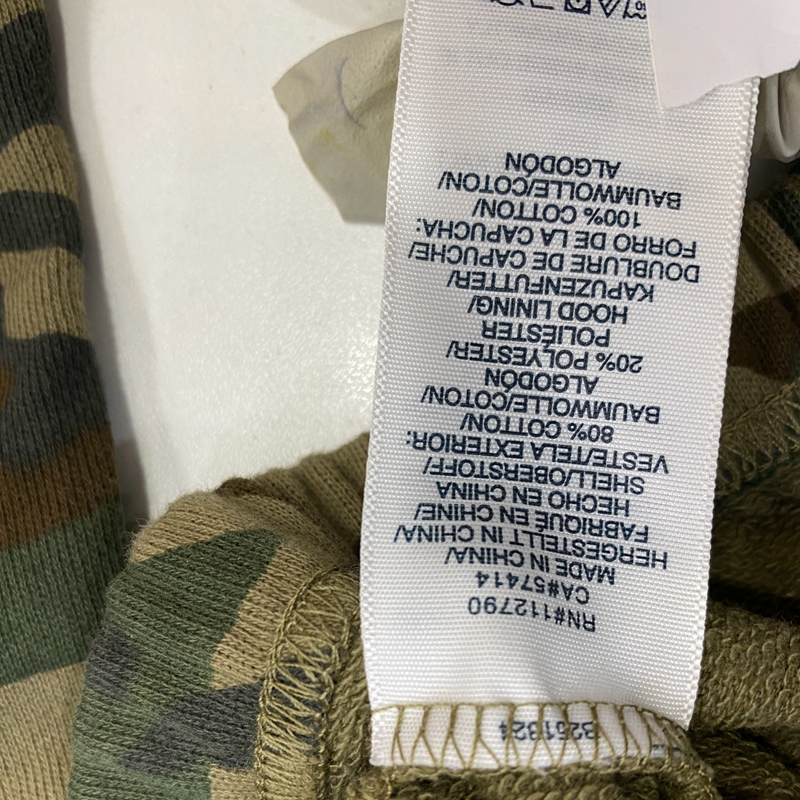 RN#112790
CA#57414
MADE IN CHINA/
HERGESTELLT IN CHINA/
FABRIQUÉ EN CHINE/
HECHO EN CHINA
SHELL/OBERSTOFF/
VESTE/TELA EXTERIOR:
80% COTTON/
BAUMWOLLE/COTON/
ALGODÓN
20% POLYESTER/
POLIÉSTER
HOOD LINING/
KAPUZENFUTTER/
DOUBLURE DE CAPUCHE/
FORRO DE LA CAPUCHA:
100% COTTON/
BAUMWOLLE/COTON/
ALGODÓN